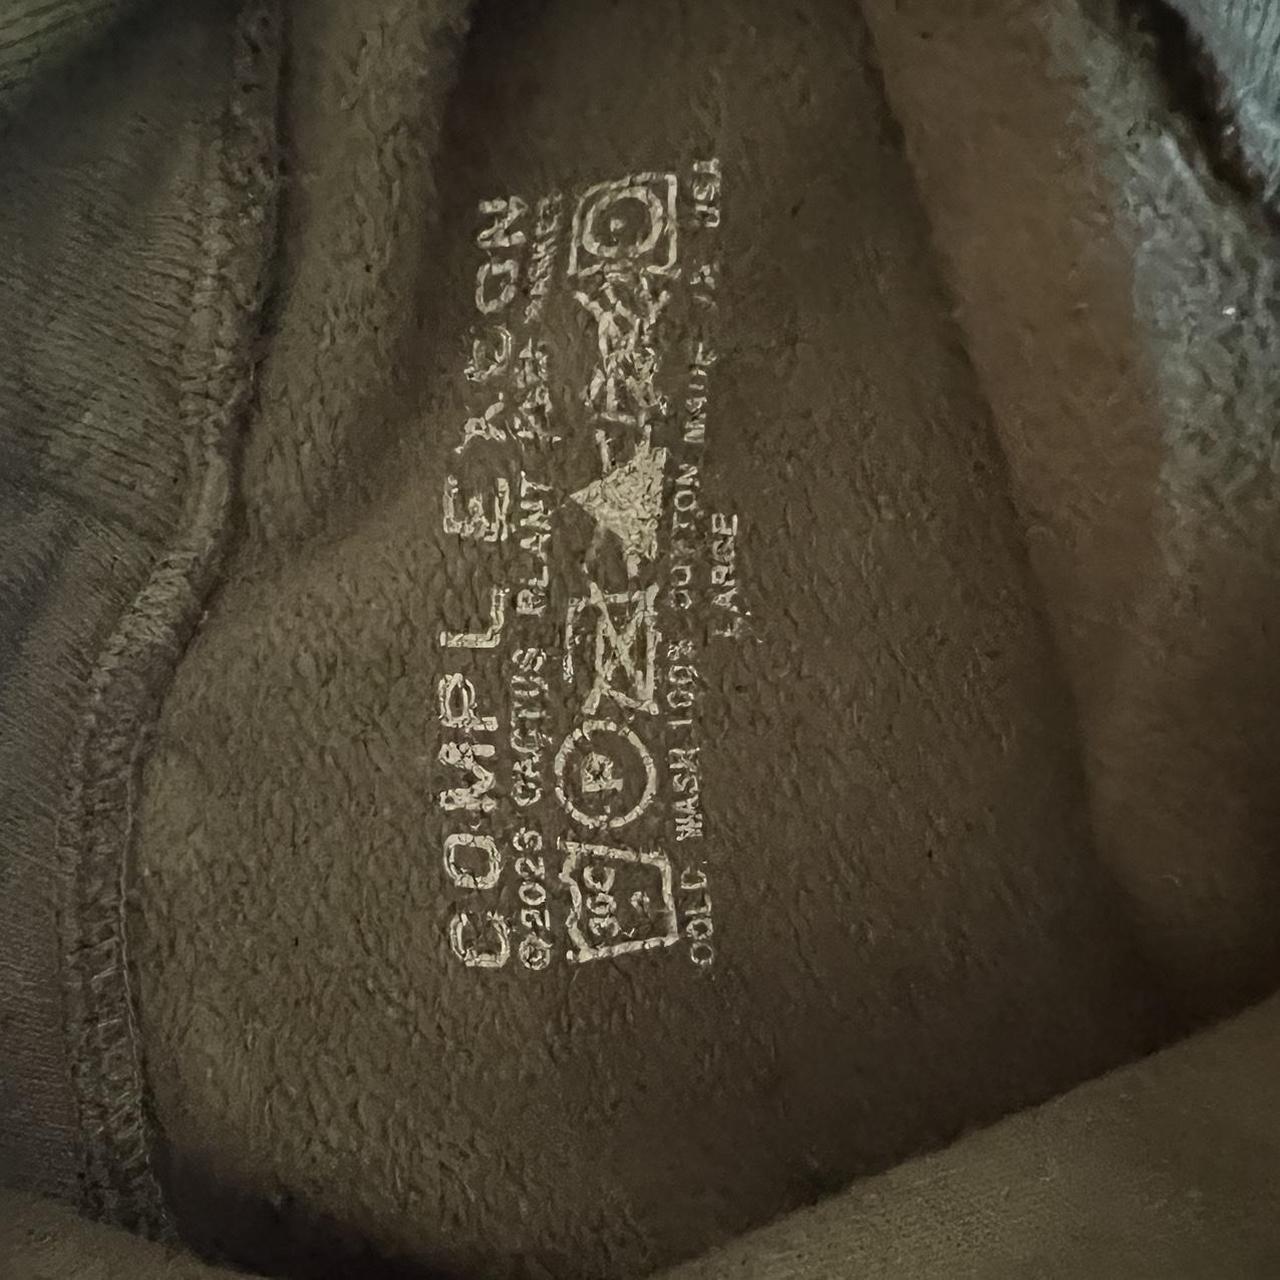 COMPLEXCON
©2023 CACTUS PLANT FLEA MARKET
30C P
COLD WASH 100% COTTON MADE IN USA
LARGE